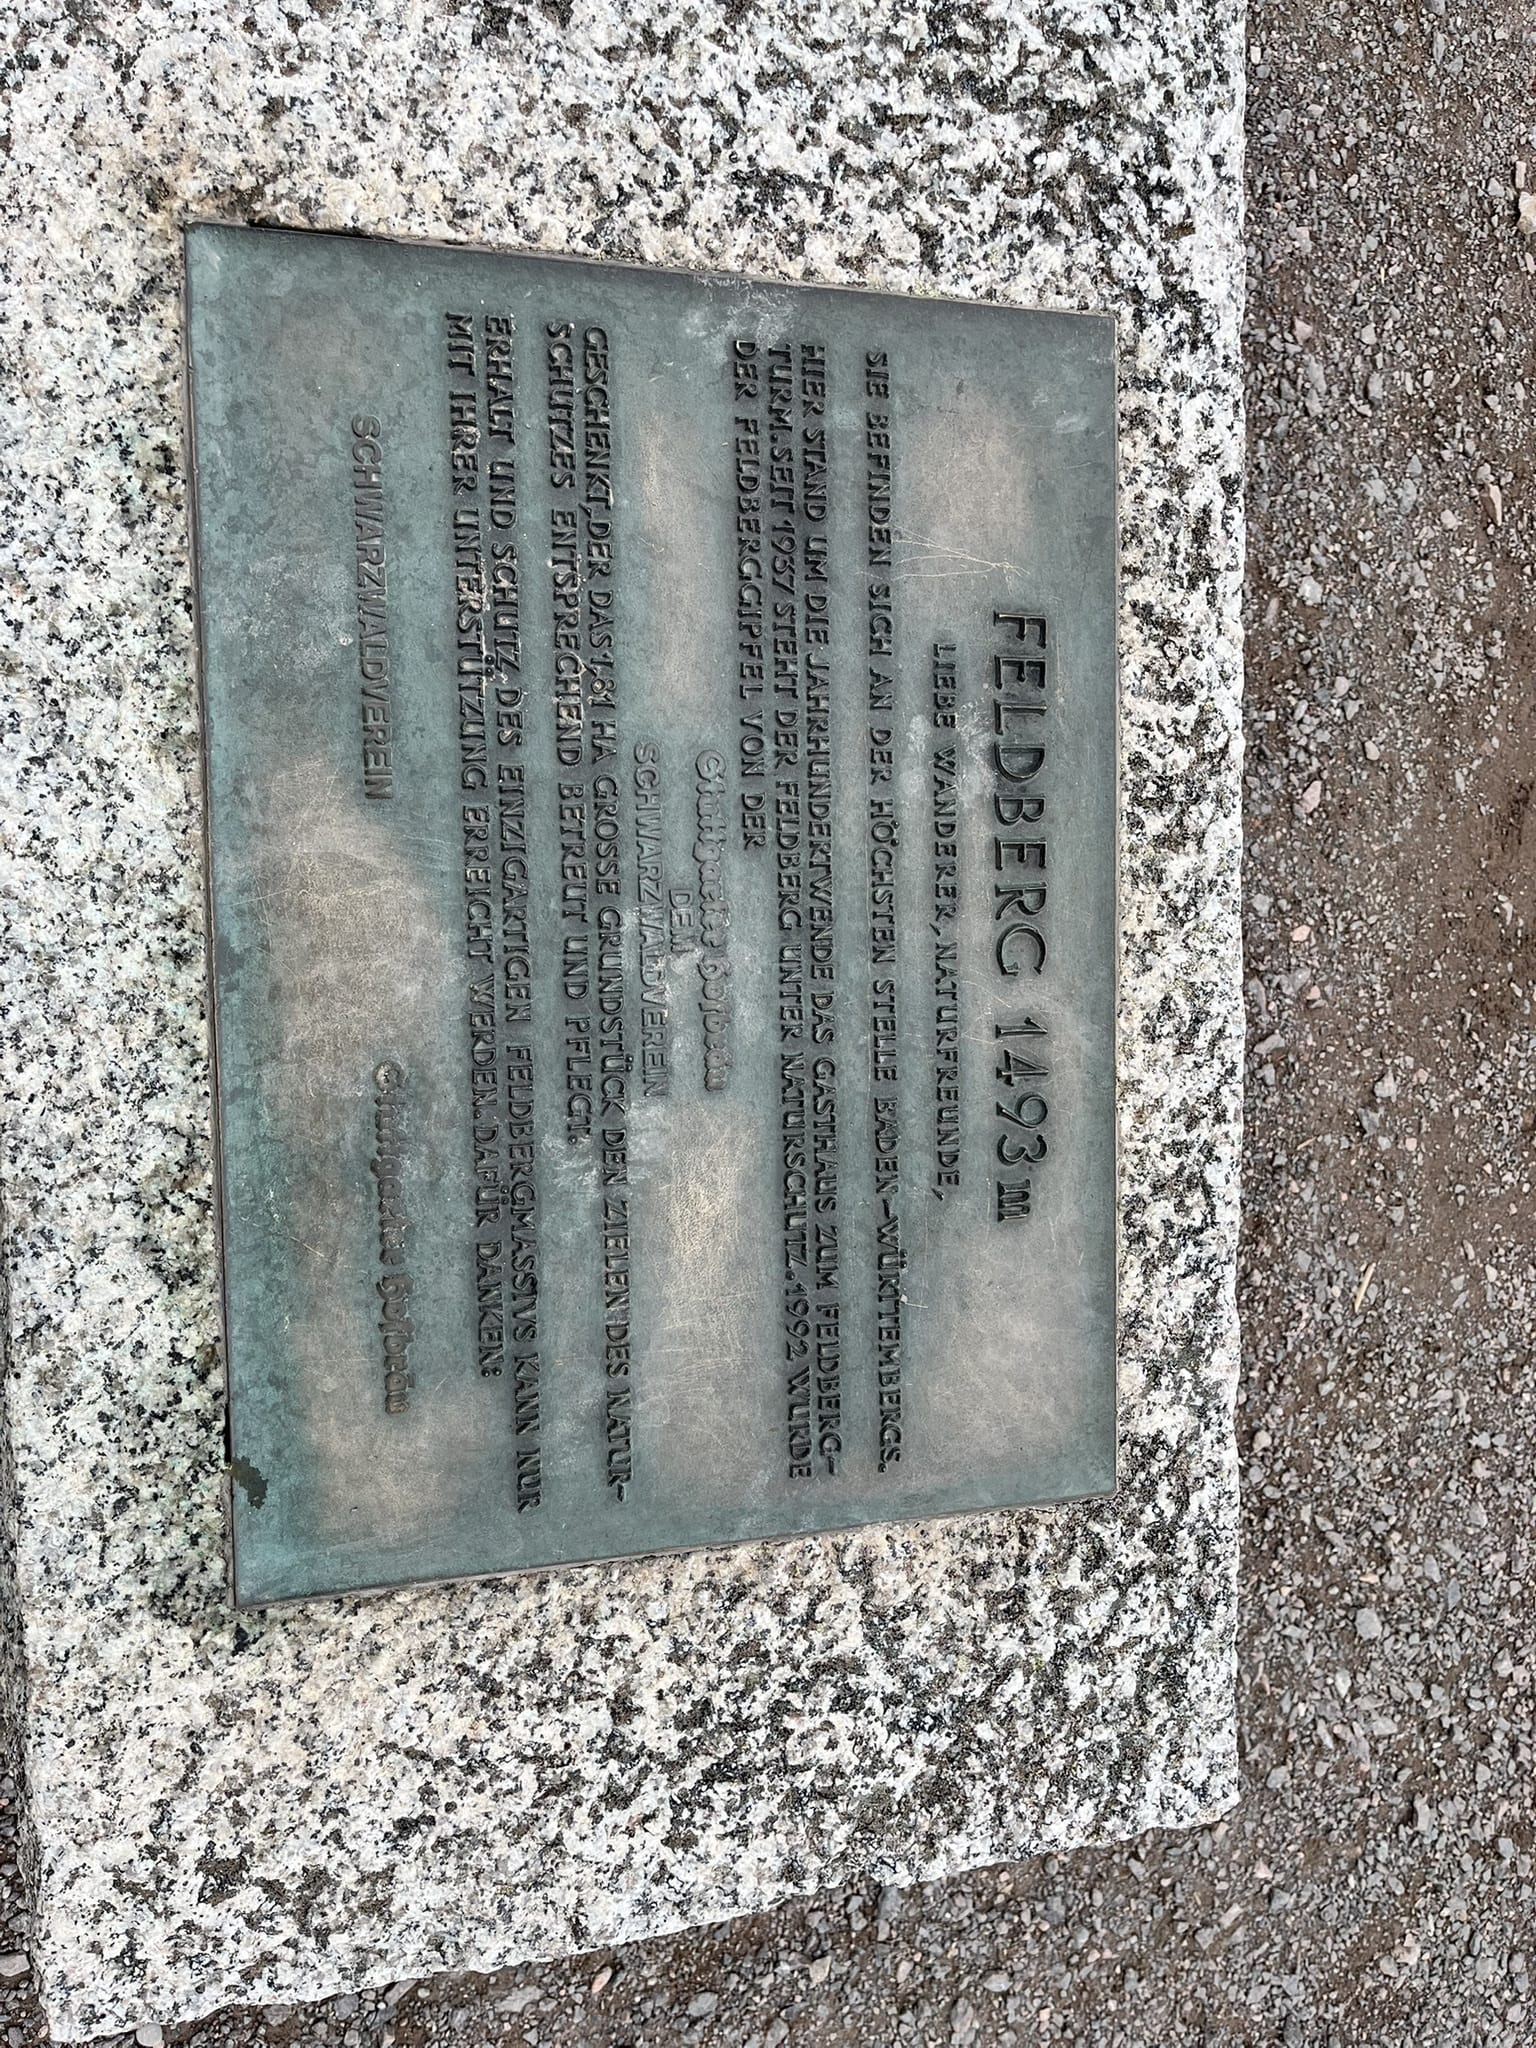 FELDBERG 1493 m
LIEBE WANDERER, NATURFREUNDE,
SIE BEFINDEN SICH AN DER HÖCHSTEN STELLE BADEN-WÜRTTEMBERGS.
HIER STAND UM DIE JAHRHUNDERTWENDE DAS GASTHAUS ZUM FELDBERG-
TURM. SEIT 1937 STEHT DER FELDBERG UNTER NATURSCHUTZ. 1992 WURDE
DER FELDBERGGIPFEL VON DER
Stuttgarter Hofbräu
DEM
SCHWARZWALDVEREIN
GESCHENKT, DER DAS 1,81 HA GROSSE GRUNDSTÜCK DEN ZIELEN DES NATUR-
SCHUTZES ENTSPRECHEND BETREUT UND PFLEGT.
ERHALT UND SCHUTZ DES EINZIGARTIGEN FELDBERGMASSIVS KANN NUR
MIT IHRER UNTERSTÜTZUNG ERREICHT WERDEN. DAFÜR DANKEN:
SCHWARZWALDVEREIN Stuttgarter Hofbräu